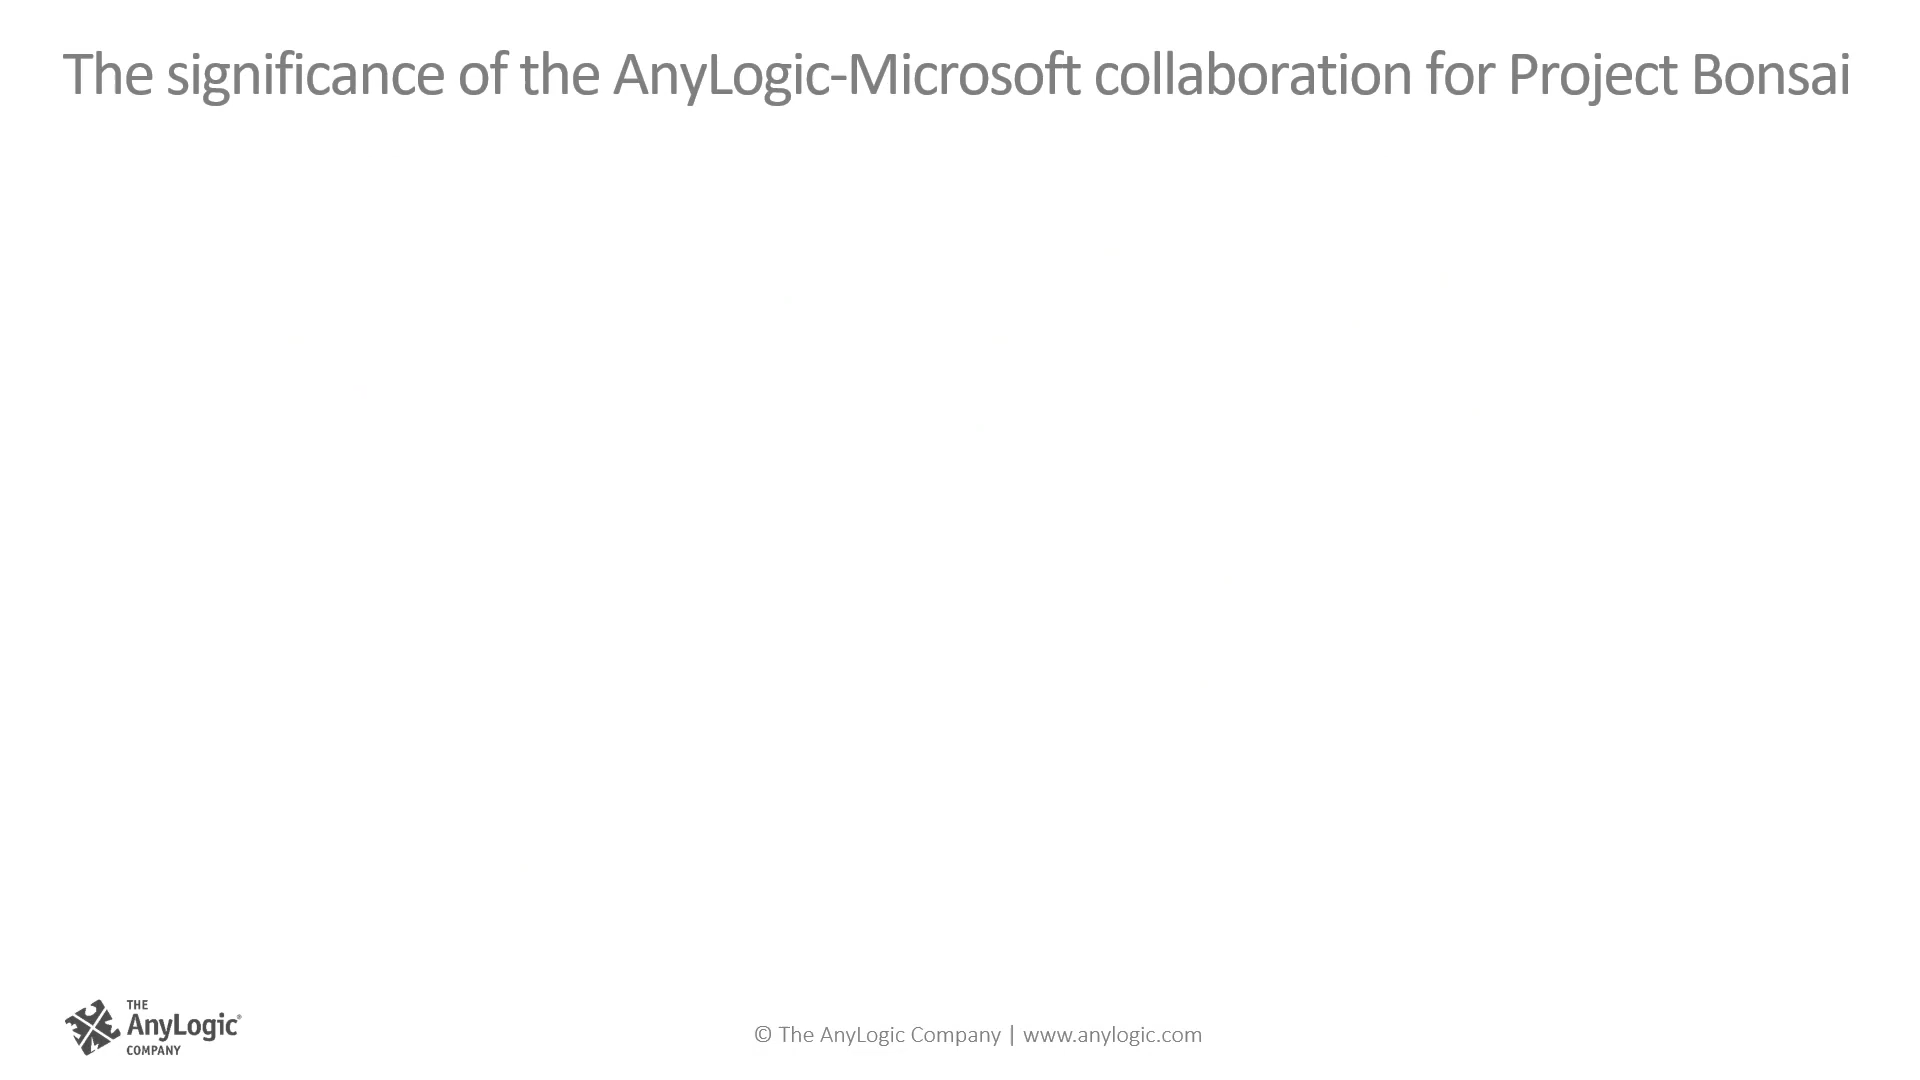 The significance of the AnyLogic-Microsoft collaboration for Project Bonsai
THE
AnyLogic®
COMPANY
© The AnyLogic Company | www.anylogic.com